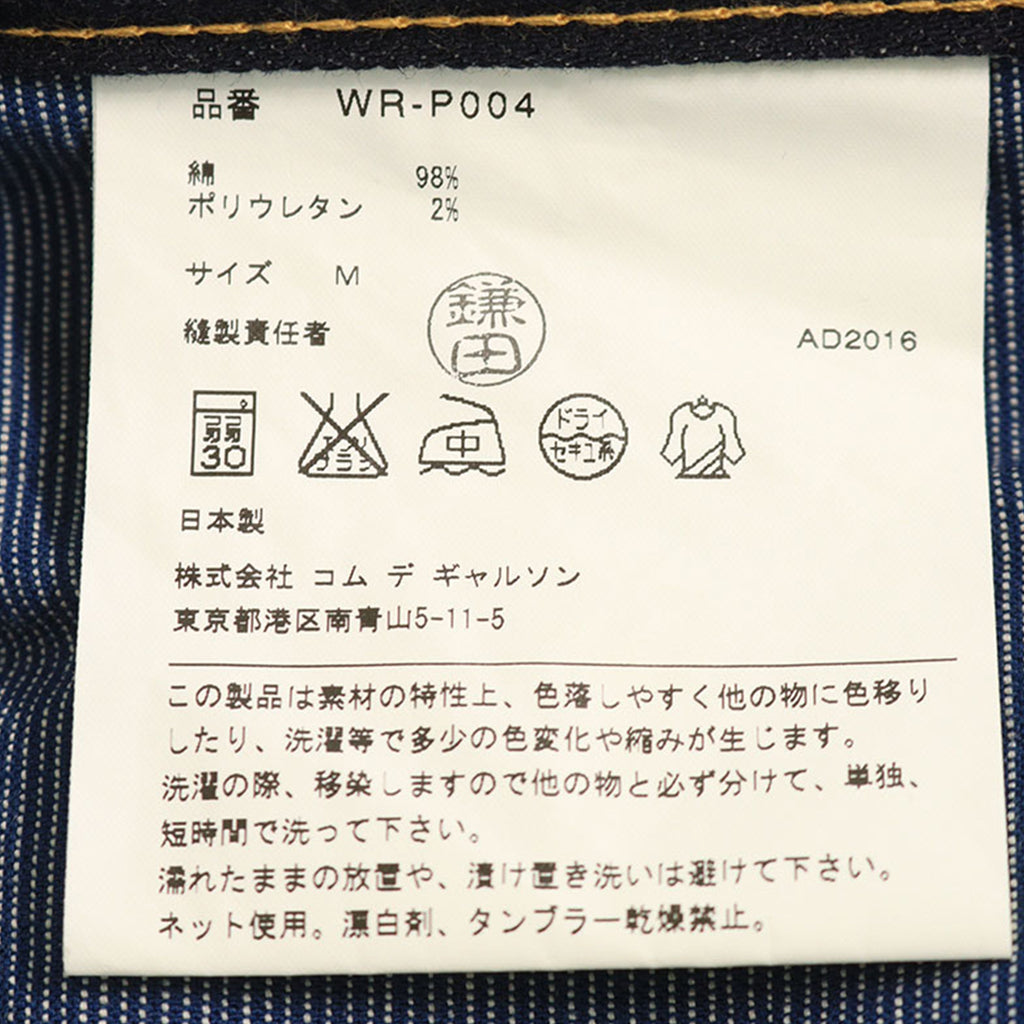 品番 WR-P004
綿 98%
ポリウレタン 2%
サイズ M
縫製責任者 鎌田
AD2016
弱
30
エンソ
ブラシ
中
ドライ
セキユ系
日本製
株式会社 コム デ ギャルソン
東京都港区南青山5-11-5
この製品は素材の特性上、色落しやすく他の物に色移り
したり、洗濯等で多少の色変化や縮みが生じます。
洗濯の際、移染しますので他の物と必ず分けて、単独、
短時間で洗って下さい。
濡れたままの放置や、漬け置き洗いは避けて下さい。
ネット使用。漂白剤、タンブラー乾燥禁止。